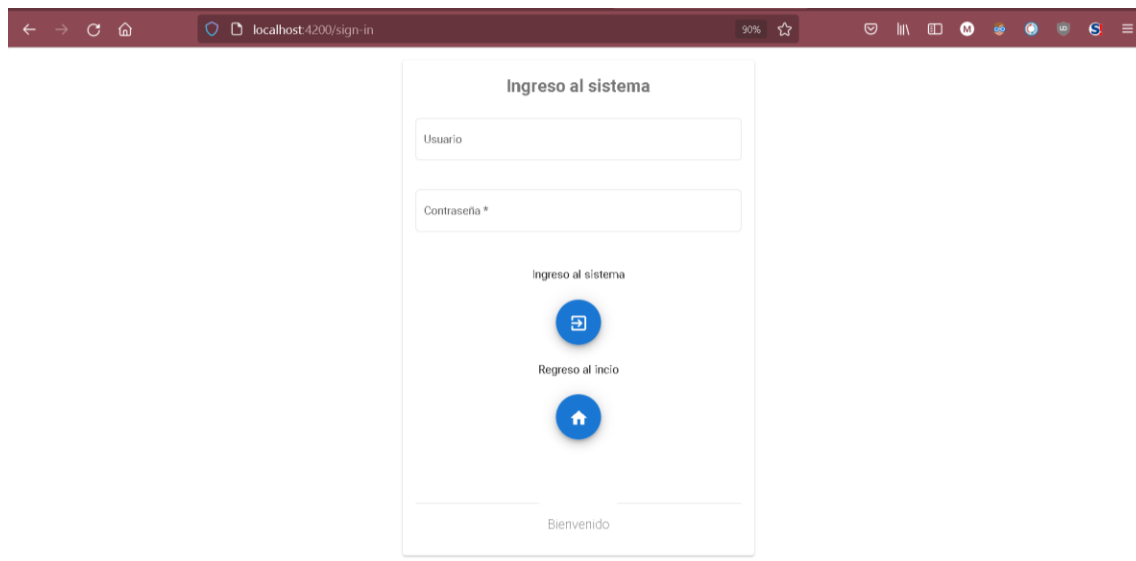 localhost:4200/sign-in
90%
Ingreso al sistema
Usuario
Contraseña *
Ingreso al sistema
Regreso al incio
Bienvenido